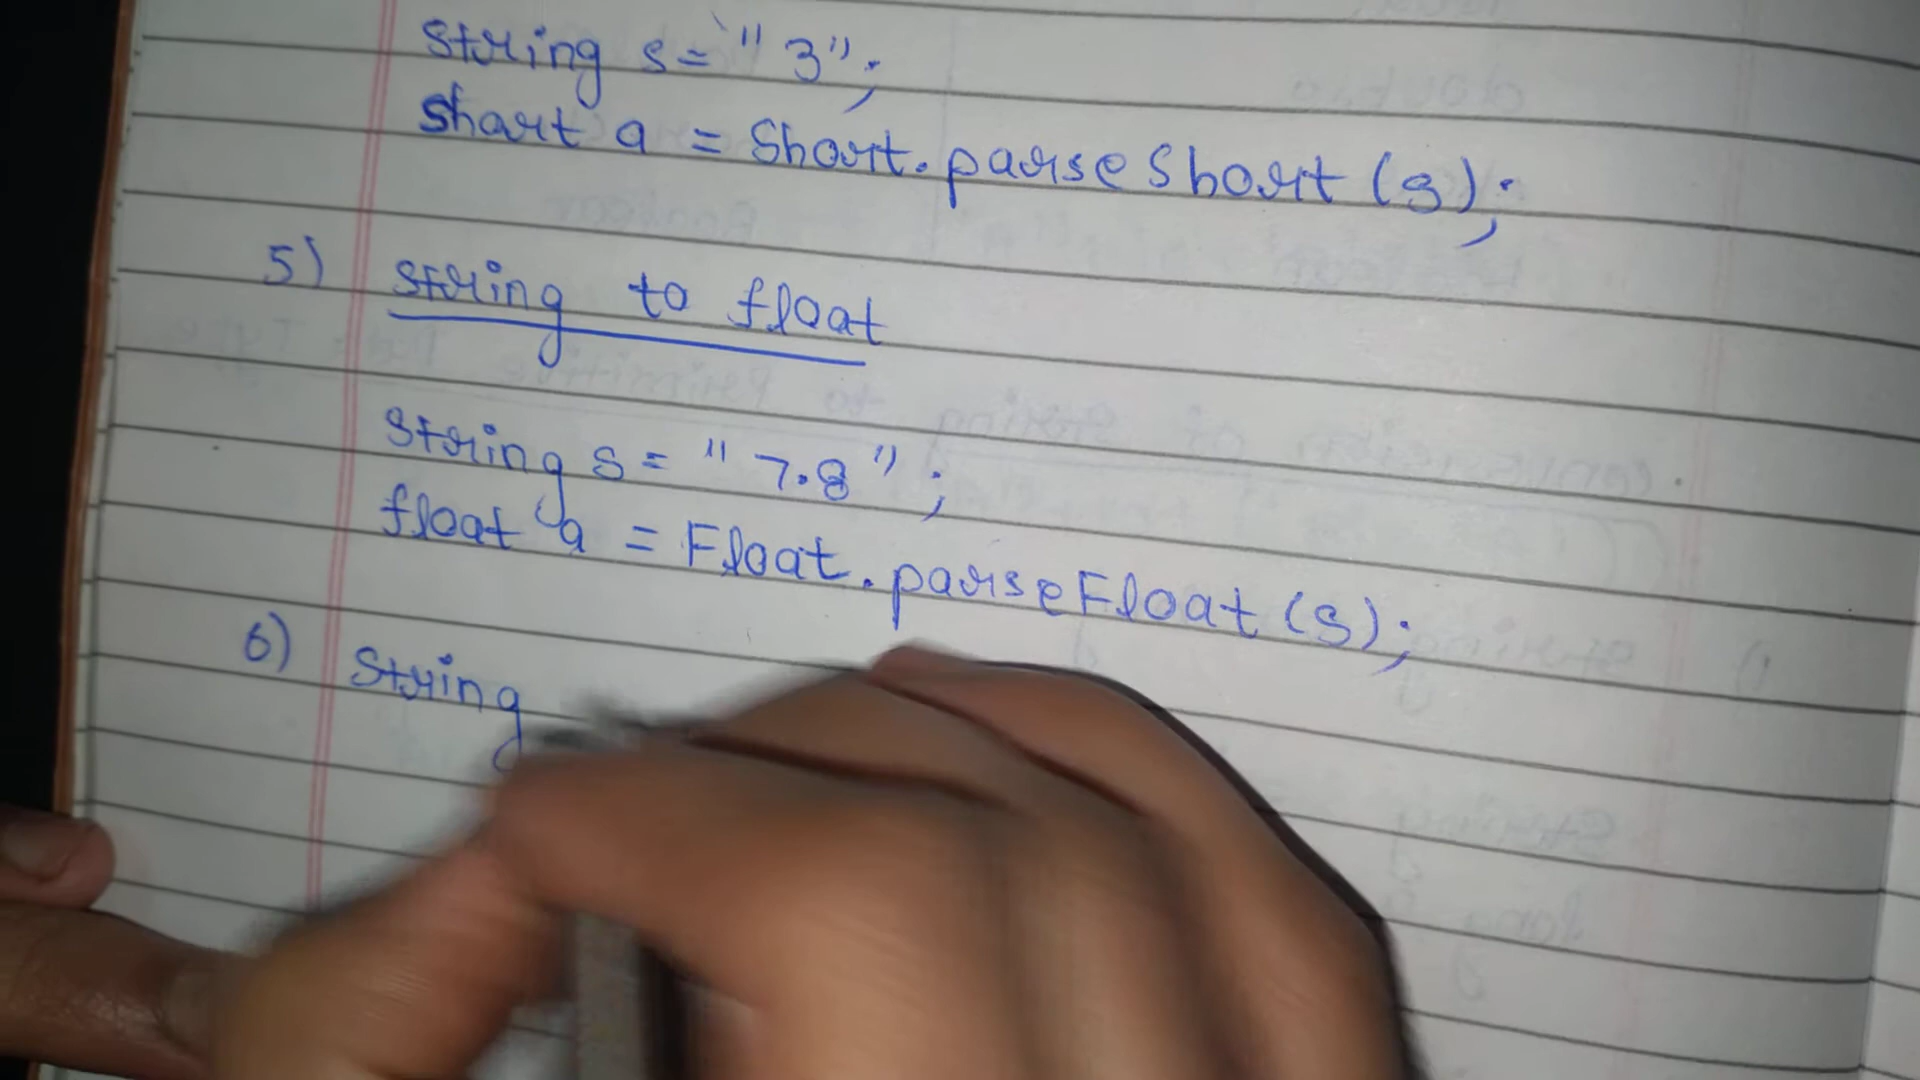 String s = "3";
Short a = Short.parseShort(s);
5) String to float
String s = "7.8";
float a = Float.parseFloat(s);
6) String